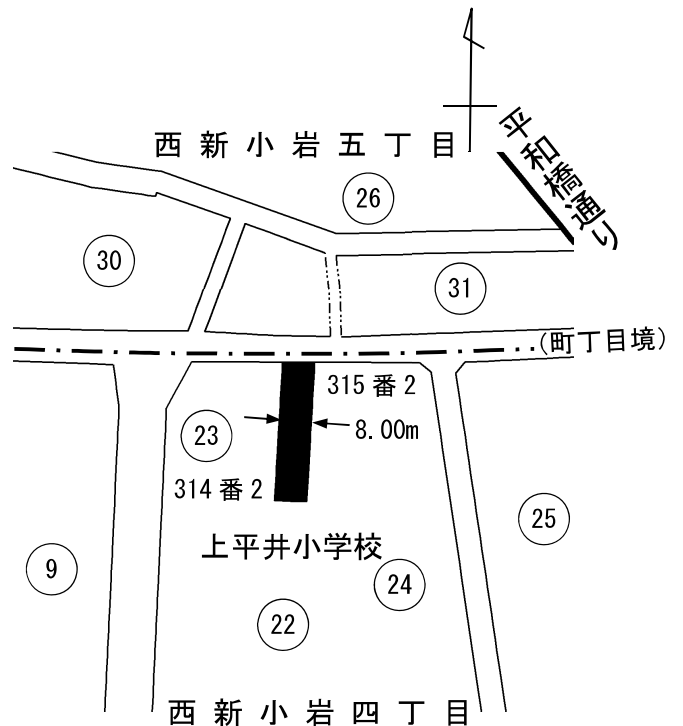 西新小岩五丁目
平和橋通り
26
30
31
(町丁目境)
315番2
23
8.00m
314番2
25
上平井小学校
9
24
22
西新小岩四丁目